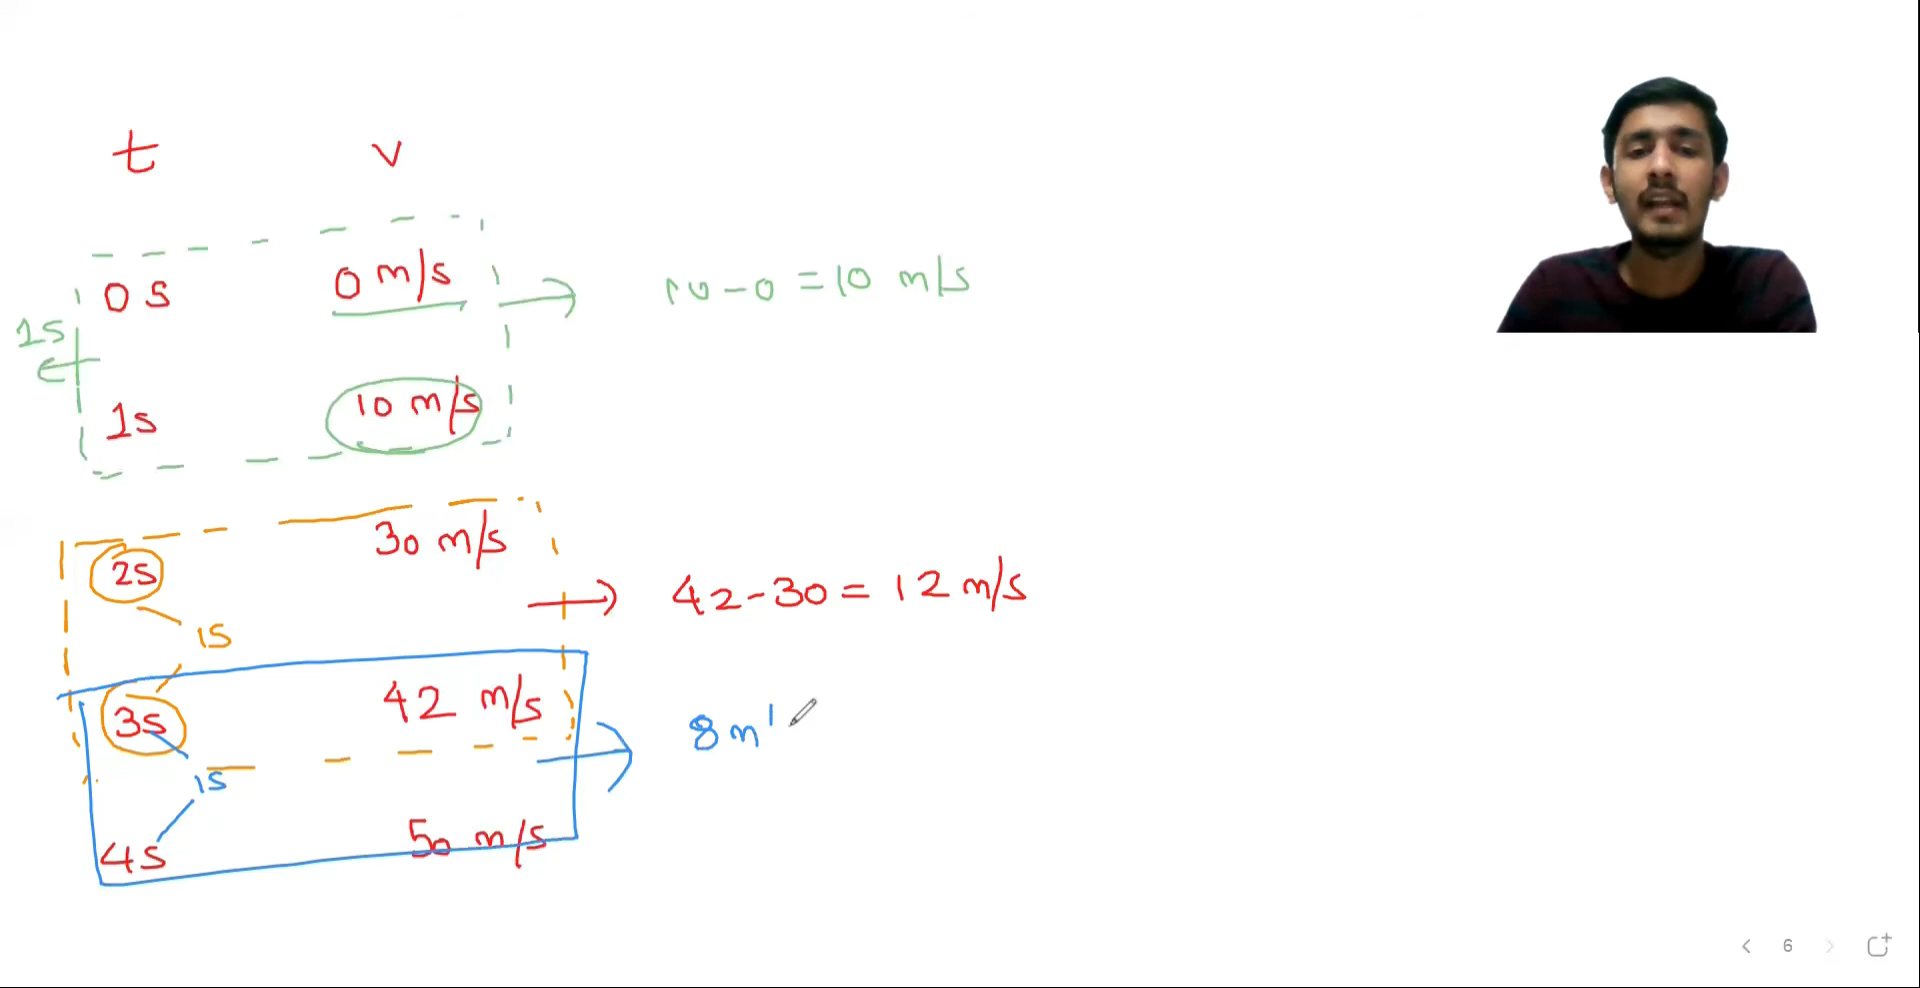 t v
0 s 0 m/s
10 - 0 = 10 m/s
1s
1s 10 m/s
30 m/s
2s
42 - 30 = 12 m/s
1s
42 m/s
3s
8 m
1s
50 m/s
4s
6